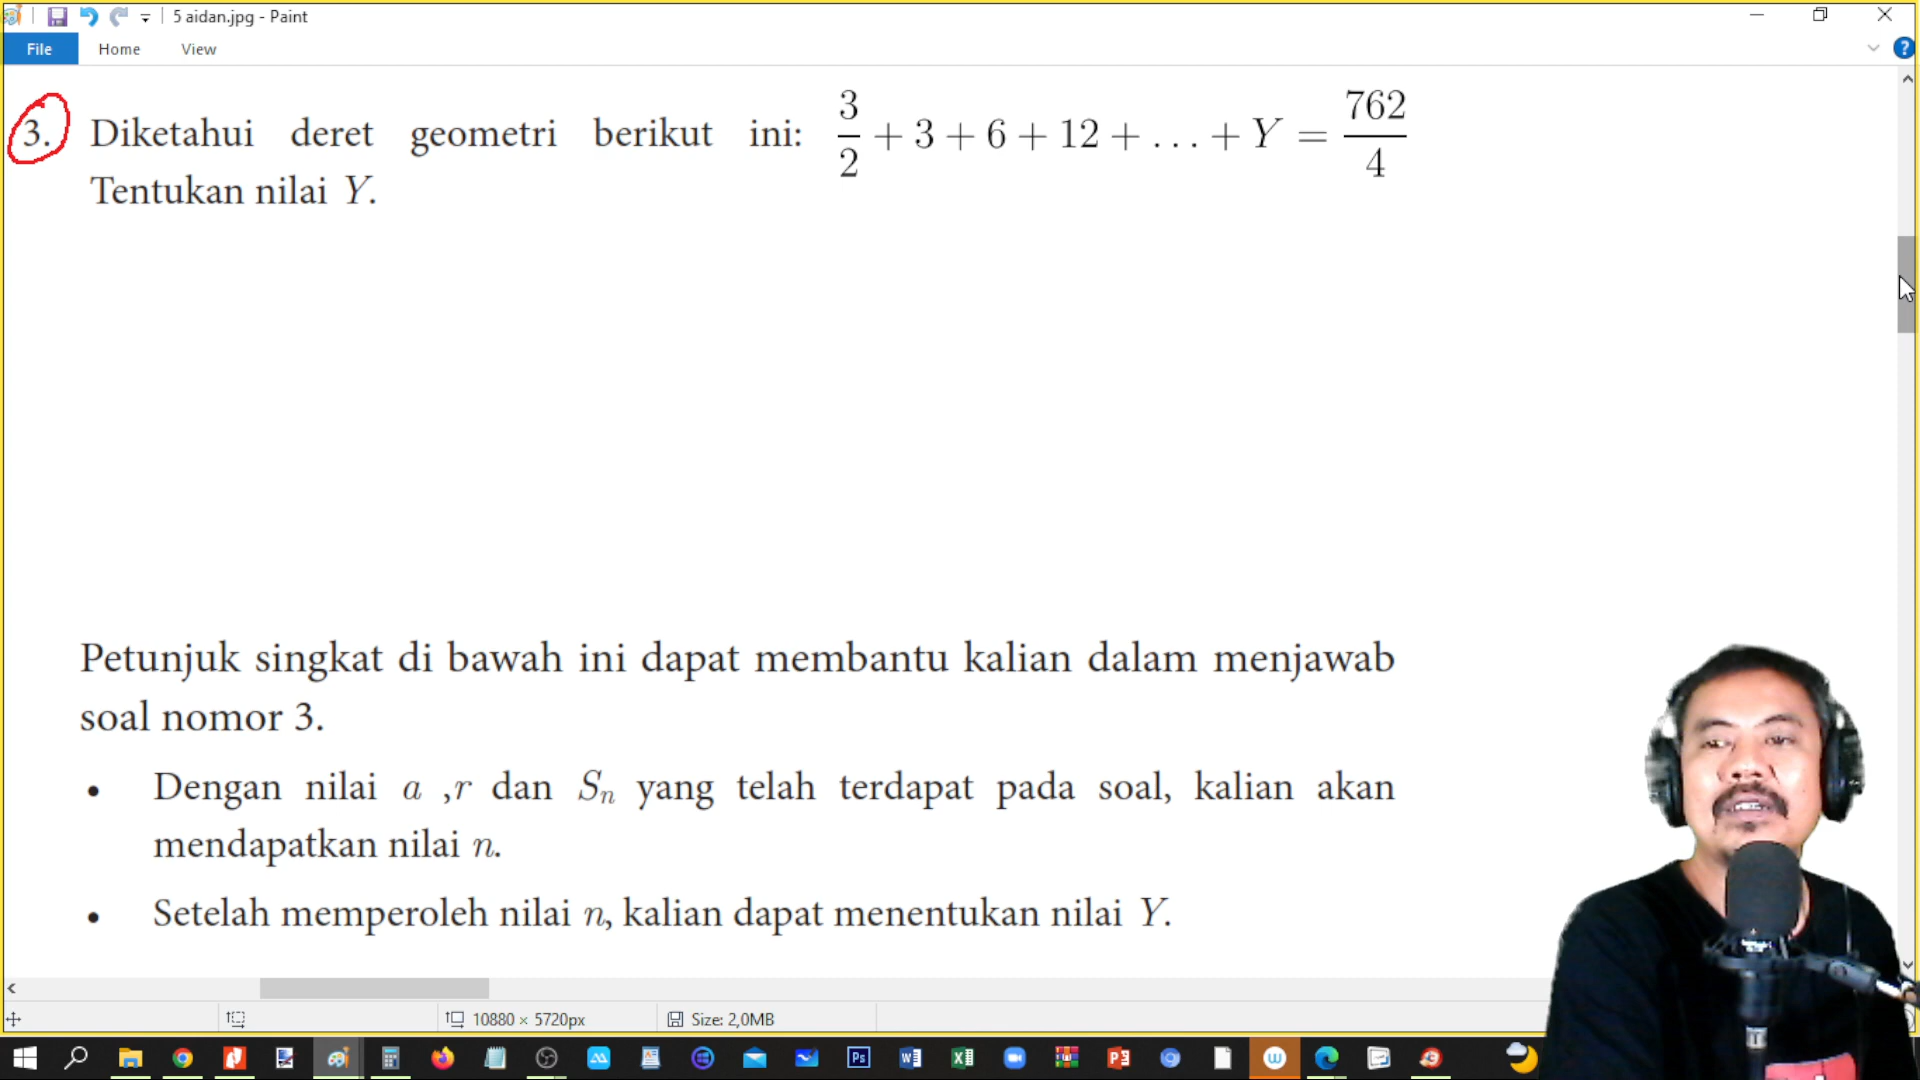 5 aidan.jpg - Paint
File Home View
3. Diketahui deret geometri berikut ini: 3/2 + 3 + 6 + 12 + ... + Y = 762/4
Tentukan nilai Y.
Petunjuk singkat di bawah ini dapat membantu kalian dalam menjawab
soal nomor 3.
• Dengan nilai a ,r dan Sₙ yang telah terdapat pada soal, kalian akan
mendapatkan nilai n.
• Setelah memperoleh nilai n, kalian dapat menentukan nilai Y.
10880 × 5720px Size: 2,0MB